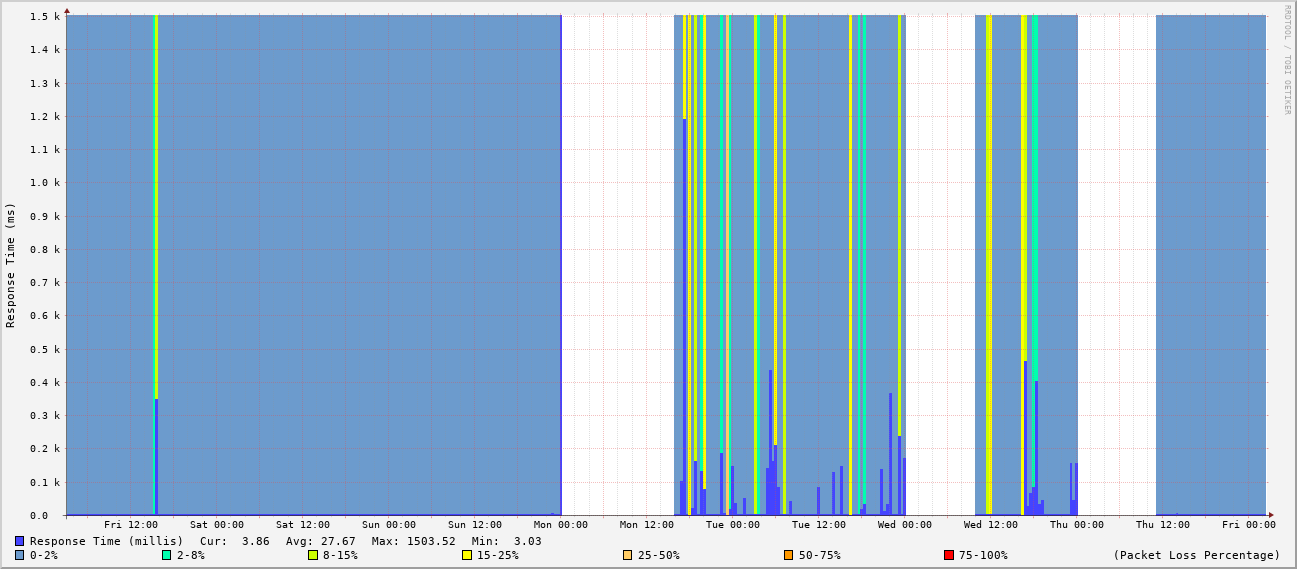 RRDTOOL / TOBI OETIKER
Response Time (ms)
1.5 k
1.4 k
1.3 k
1.2 k
1.1 k
1.0 k
0.9 k
0.8 k
0.7 k
0.6 k
0.5 k
0.4 k
0.3 k
0.2 k
0.1 k
0.0
Fri 12:00 Sat 00:00 Sat 12:00 Sun 00:00 Sun 12:00 Mon 00:00 Mon 12:00 Tue 00:00 Tue 12:00 Wed 00:00 Wed 12:00 Thu 00:00 Thu 12:00 Fri 00:00
Response Time (millis) Cur: 3.86 Avg: 27.67 Max: 1503.52 Min: 3.03
0-2% 2-8% 8-15% 15-25% 25-50% 50-75% 75-100% (Packet Loss Percentage)